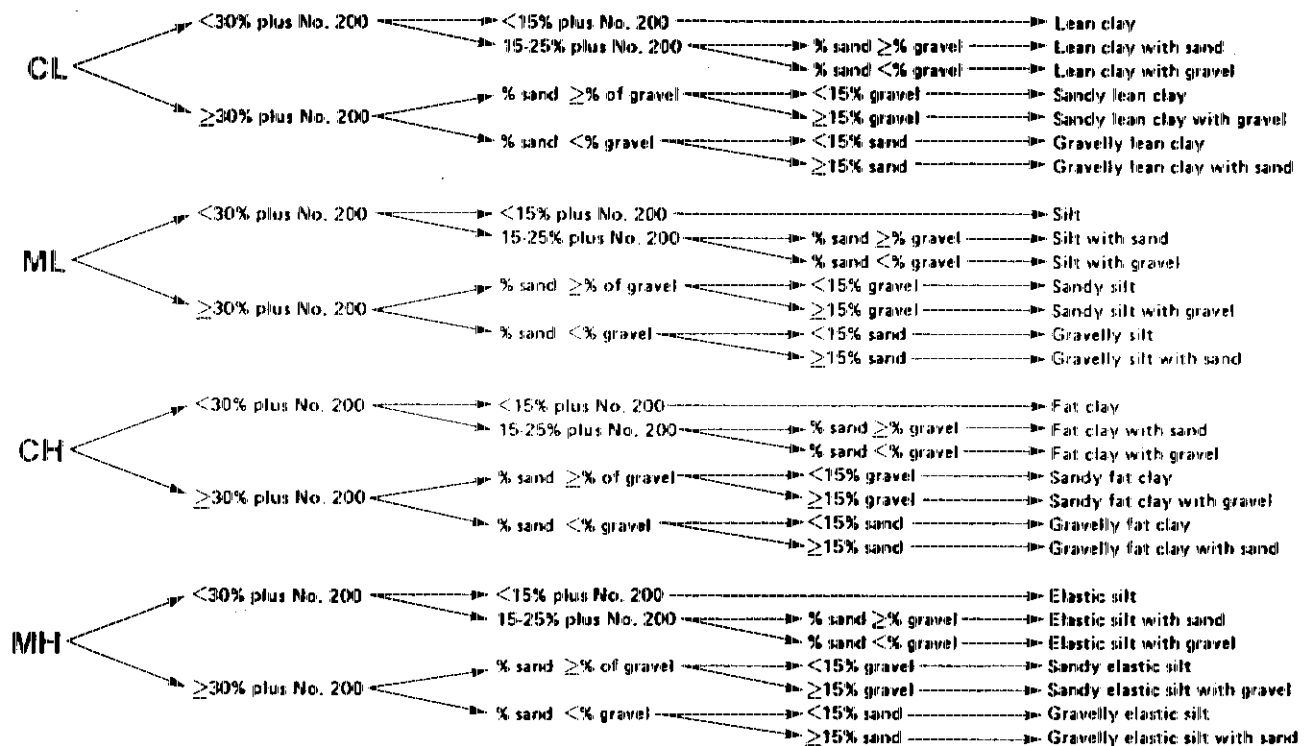 <30% plus No. 200 <15% plus No. 200 Lean clay
15-25% plus No. 200 % sand ≥% gravel Lean clay with sand
% sand <% gravel Lean clay with gravel
CL
≥30% plus No. 200 % sand ≥% of gravel <15% gravel Sandy lean clay
≥15% gravel Sandy lean clay with gravel
% sand <% gravel <15% sand Gravelly lean clay
≥15% sand Gravelly lean clay with sand
<30% plus No. 200 <15% plus No. 200 Silt
15-25% plus No. 200 % sand ≥% gravel Silt with sand
% sand <% gravel Silt with gravel
ML
≥30% plus No. 200 % sand ≥% of gravel <15% gravel Sandy silt
≥15% gravel Sandy silt with gravel
% sand <% gravel <15% sand Gravelly silt
≥15% sand Gravelly silt with sand
<30% plus No. 200 <15% plus No. 200 Fat clay
15-25% plus No. 200 % sand ≥% gravel Fat clay with sand
% sand <% gravel Fat clay with gravel
CH
≥30% plus No. 200 % sand ≥% of gravel <15% gravel Sandy fat clay
≥15% gravel Sandy fat clay with gravel
% sand <% gravel <15% sand Gravelly fat clay
≥15% sand Gravelly fat clay with sand
<30% plus No. 200 <15% plus No. 200 Elastic silt
15-25% plus No. 200 % sand ≥% gravel Elastic silt with sand
% sand <% gravel Elastic silt with gravel
MH
≥30% plus No. 200 % sand ≥% of gravel <15% gravel Sandy elastic silt
≥15% gravel Sandy elastic silt with gravel
% sand <% gravel <15% sand Gravelly elastic silt
≥15% sand Gravelly elastic silt with sand